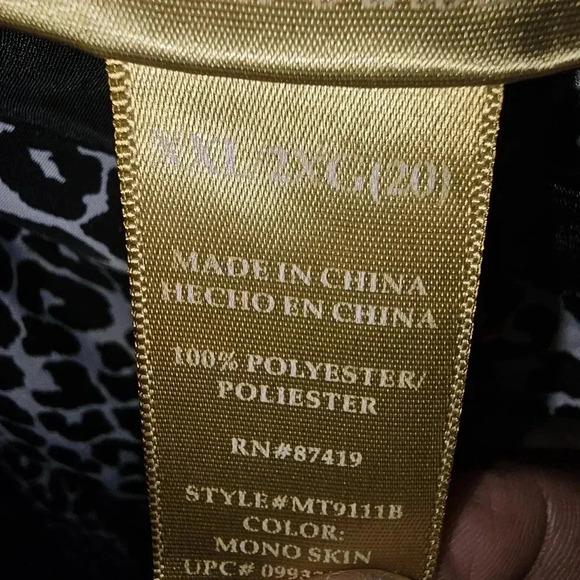 XXL/2XG(20)
MADE IN CHINA
HECHO EN CHINA
100% POLYESTER/
POLIESTER
RN#87419
STYLE#MT9111B
COLOR:
MONO SKIN
UPC#